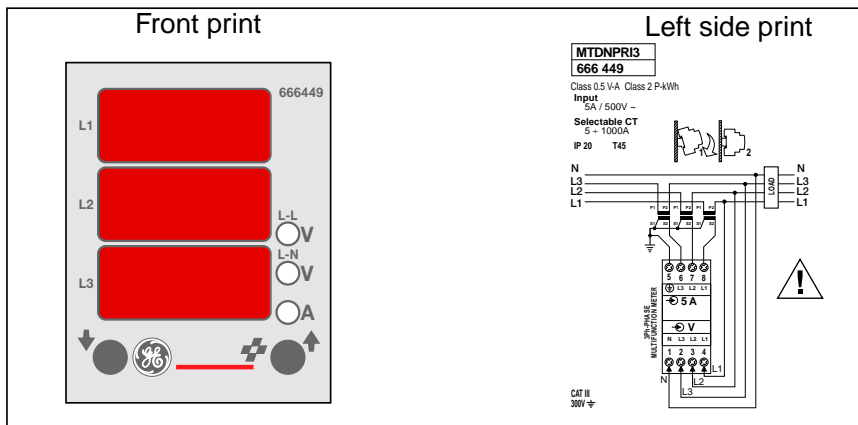 Front print
Left side print
666449
L1
L2
L3
L-L
V
L-N
V
A
MTDNPRI3
666 449
Class 0.5 V-A Class 2 P-kWh
Input
5A / 500V ~
Selectable CT
5 ÷ 1000A
IP 20 T45
1
2
N
L3
L2
L1
LOAD
N
L3
L2
L1
P1 P2 P1 P2 P1 P2
S1 S2 S1 S2 S1 S2
5 6 7 8
L3 L2 L1
5 A
V
N L3 L2 L1
1 2 3 4
3Ph-PHASE
MULTIFUNCTION METER
L1
N
L2
L3
CAT III
300V
!